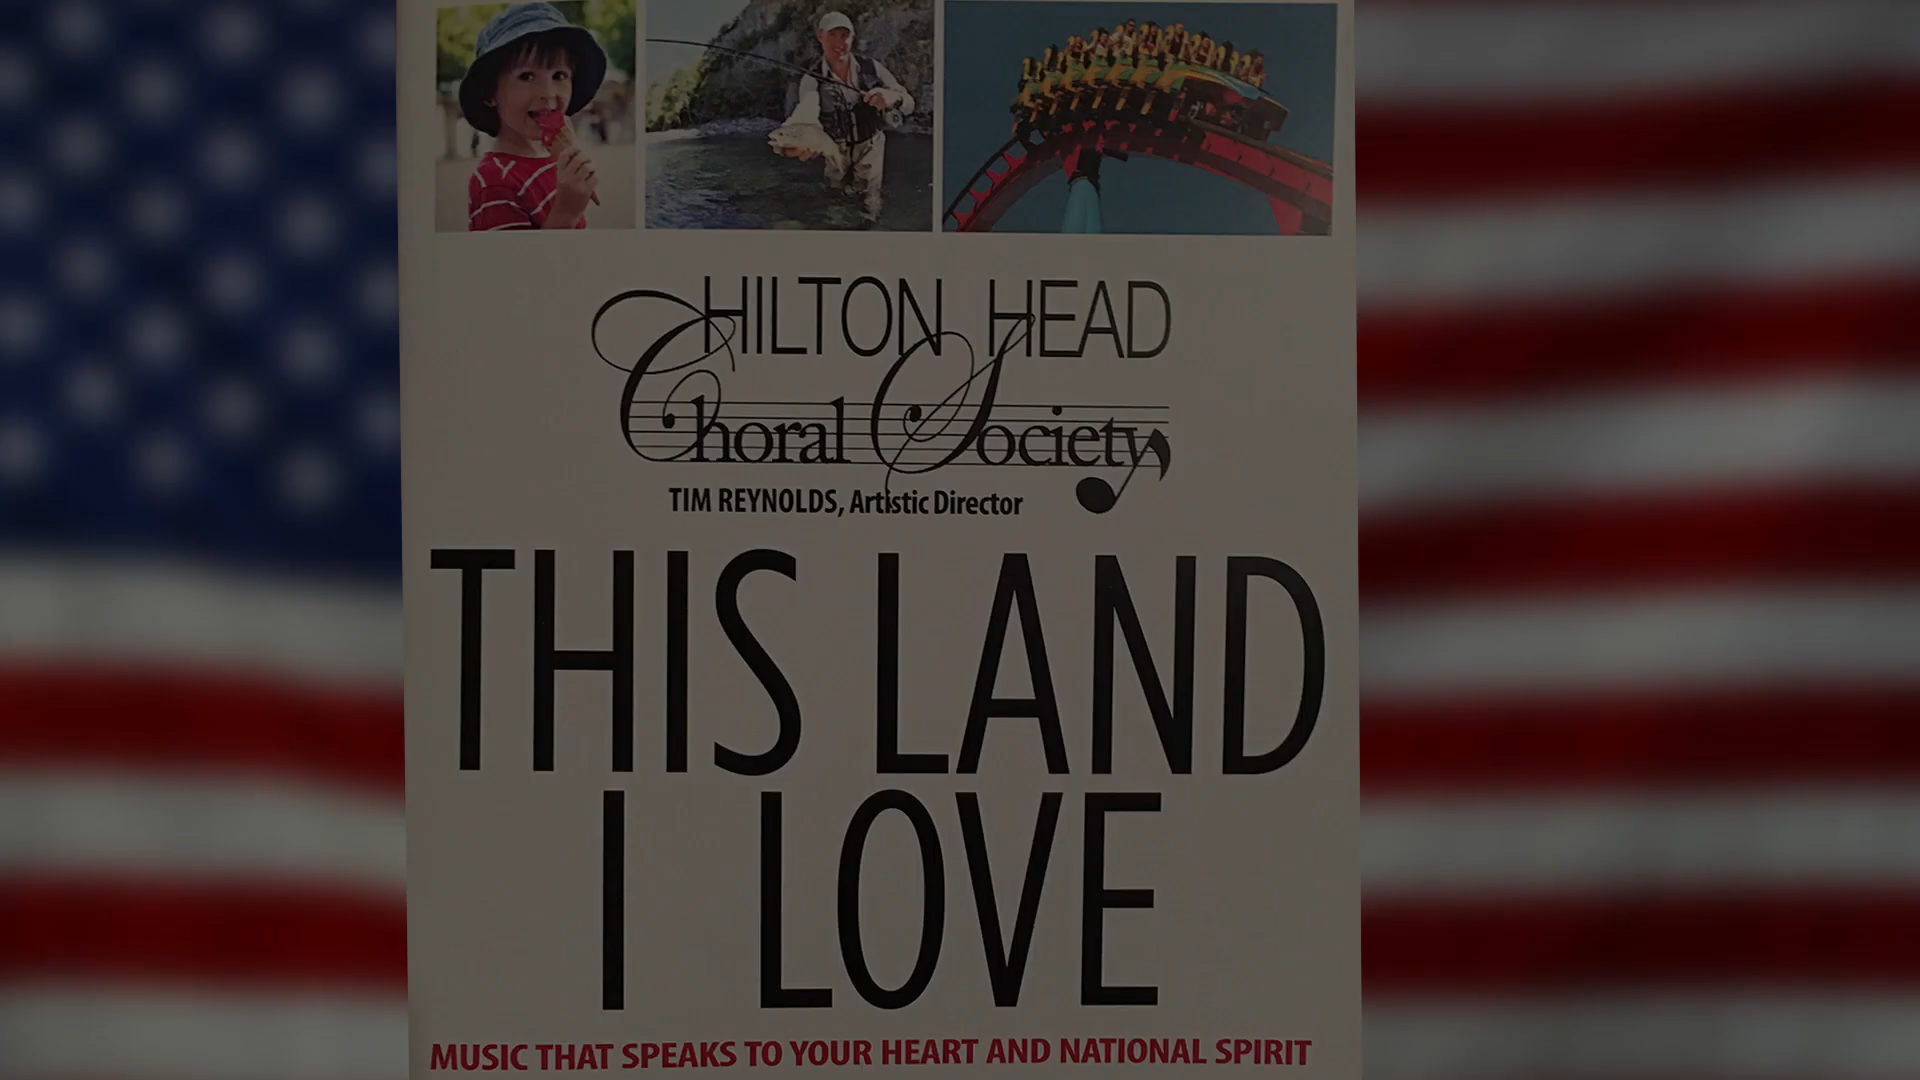 HILTON HEAD
Choral Society
TIM REYNOLDS, Artistic Director
THIS LAND
I LOVE
MUSIC THAT SPEAKS TO YOUR HEART AND NATIONAL SPIRIT